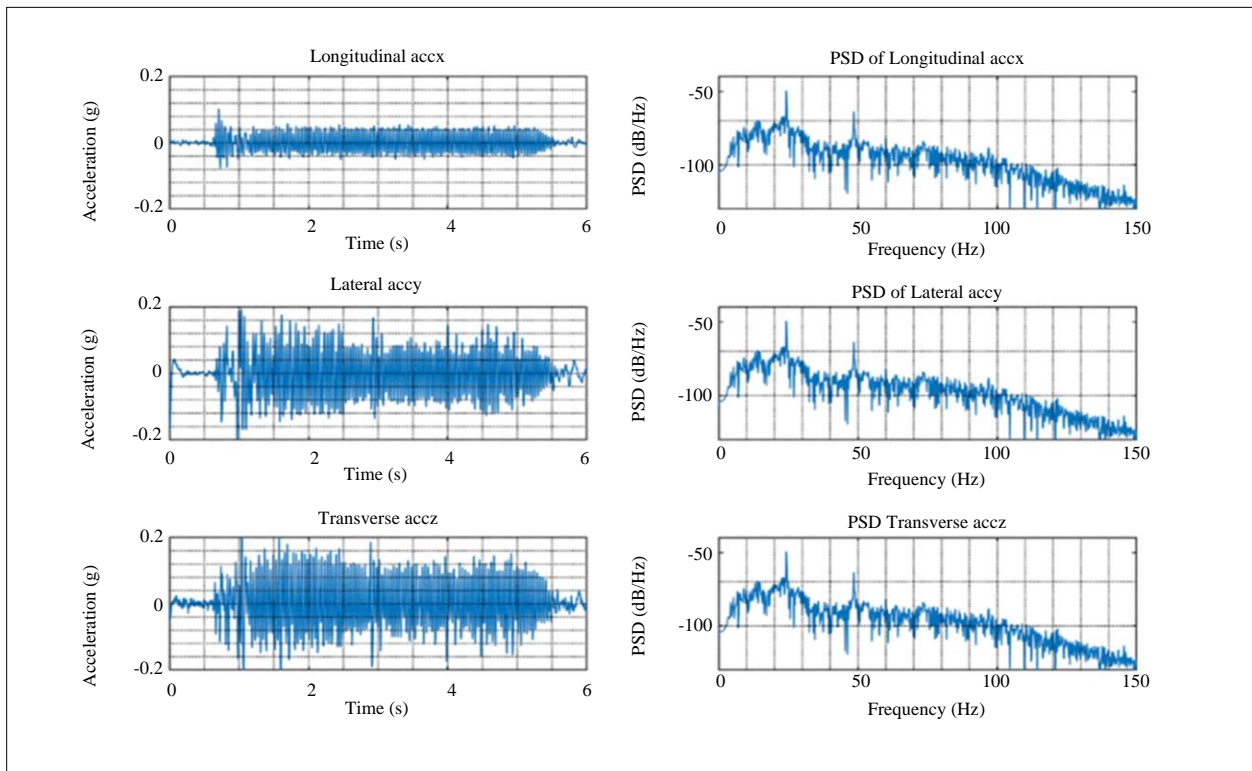 Longitudinal accx
Acceleration (g)
0.2
0
-0.2
0 2 4 6
Time (s)
PSD of Longitudinal accx
PSD (dB/Hz)
-50
-100
0 50 100 150
Frequency (Hz)
Lateral accy
Acceleration (g)
0.2
0
-0.2
0 2 4 6
Time (s)
PSD of Lateral accy
PSD (dB/Hz)
-50
-100
0 50 100 150
Frequency (Hz)
Transverse accz
Acceleration (g)
0.2
0
-0.2
0 2 4 6
Time (s)
PSD Transverse accz
PSD (dB/Hz)
-50
-100
0 50 100 150
Frequency (Hz)